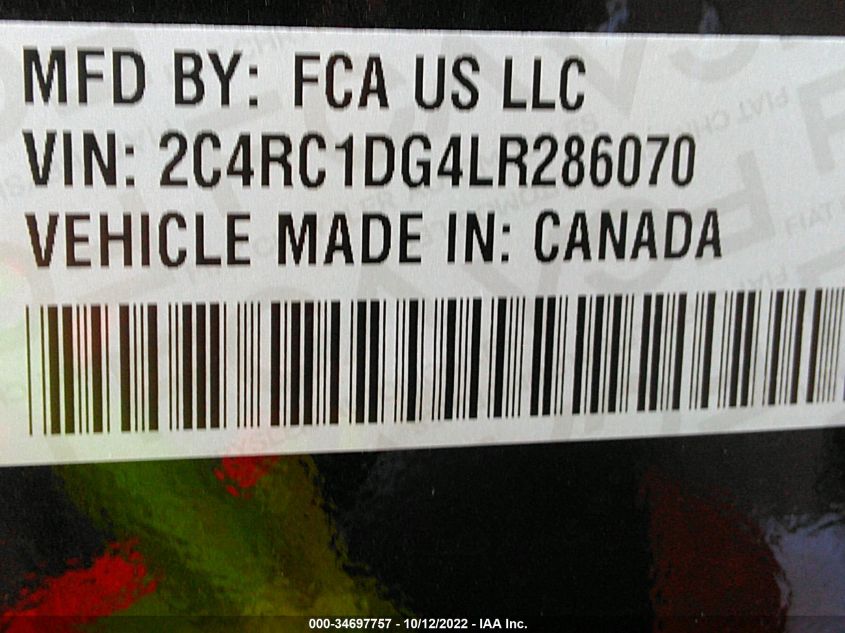 MFD BY: FCA US LLC
VIN: 2C4RC1DG4LR286070
VEHICLE MADE IN: CANADA
000-34697757 - 10/12/2022 - IAA Inc.